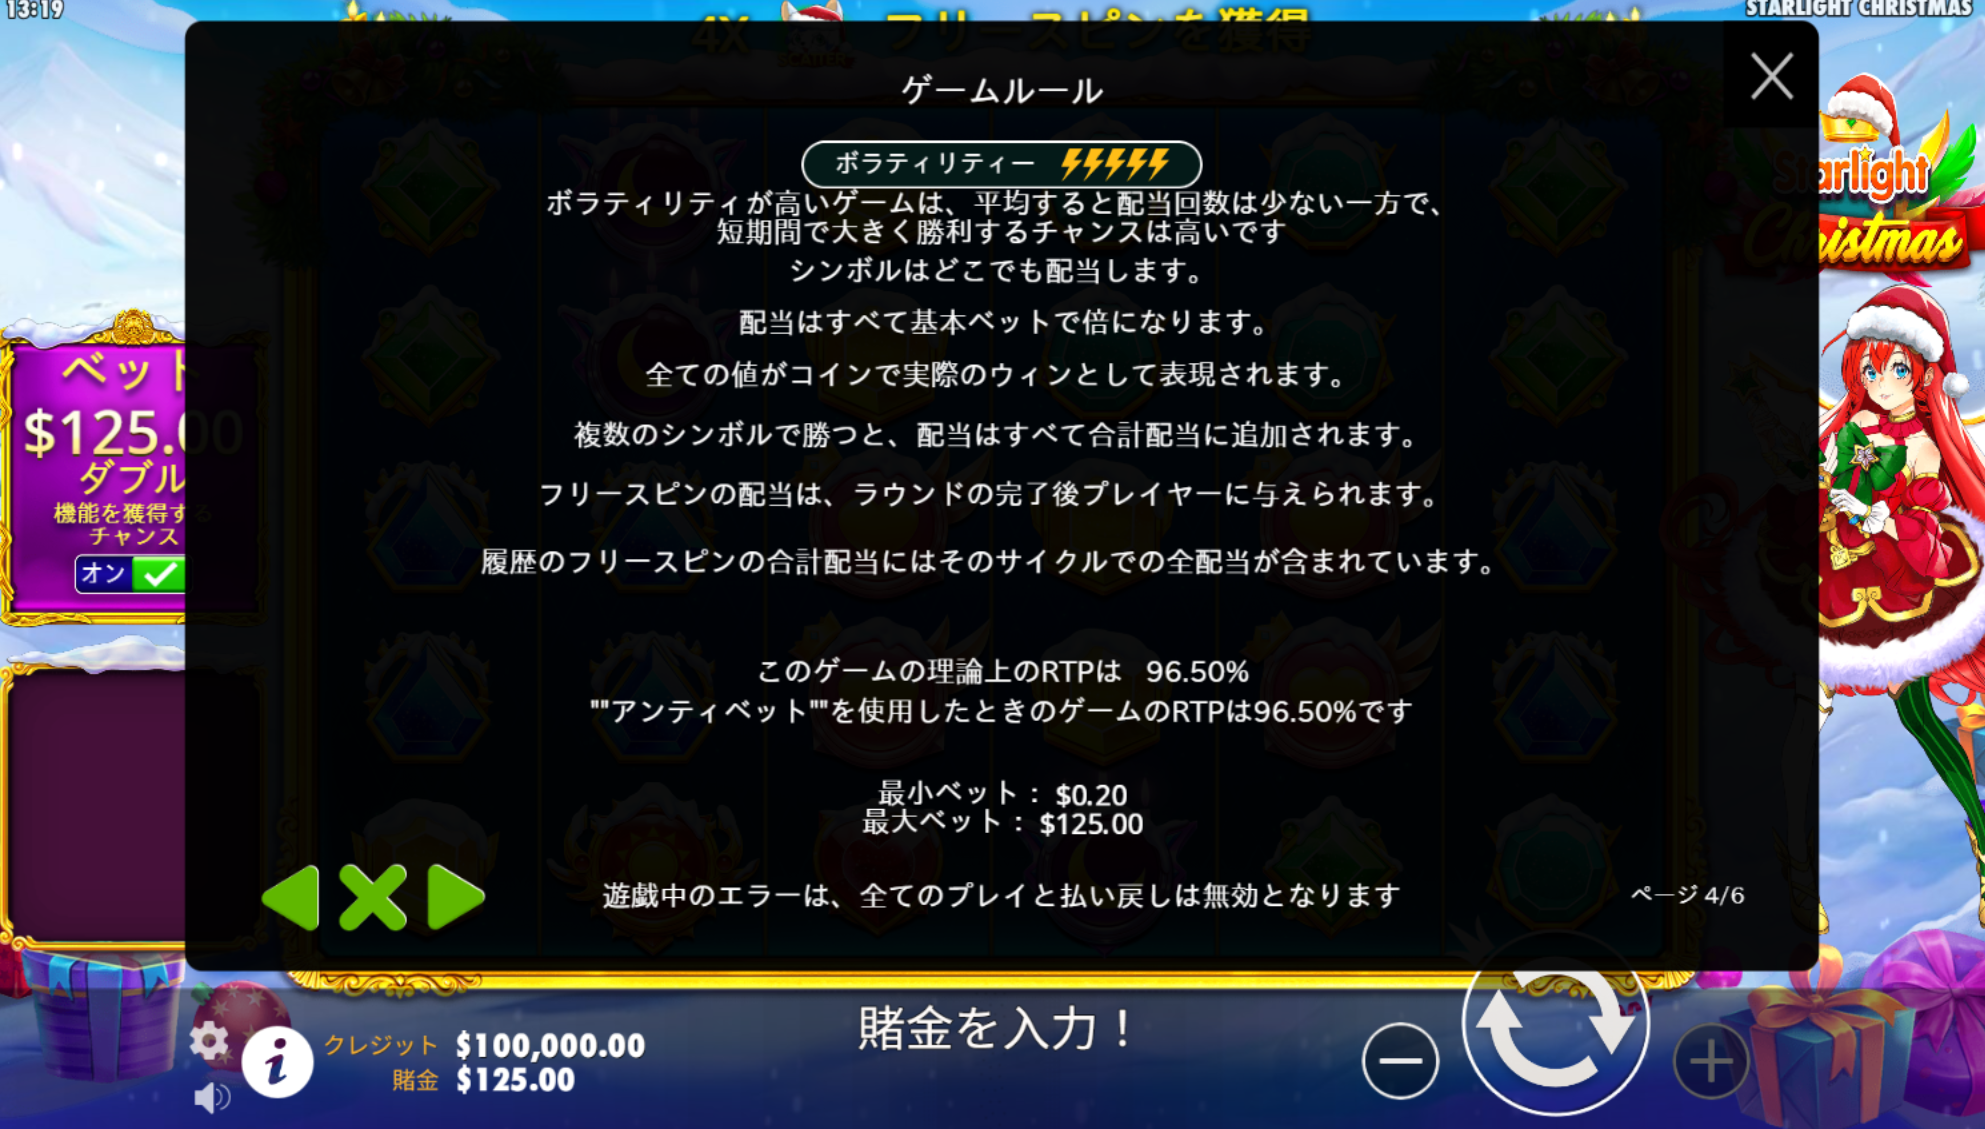 13:19
STARLIGHT CHRISTMAS
4X SCATTER フリースピンを獲得
ゲームルール
ボラティリティー
ボラティリティが高いゲームは、平均すると配当回数は少ない一方で、
短期間で大きく勝利するチャンスは高いです
シンボルはどこでも配当します。
配当はすべて基本ベットで倍になります。
全ての値がコインで実際のウィンとして表現されます。
複数のシンボルで勝つと、配当はすべて合計配当に追加されます。
フリースピンの配当は、ラウンドの完了後プレイヤーに与えられます。
履歴のフリースピンの合計配当にはそのサイクルでの全配当が含まれています。
このゲームの理論上のRTPは 96.50%
""アンティベット""を使用したときのゲームのRTPは96.50%です
最小ベット： $0.20
最大ベット： $125.00
遊戯中のエラーは、全てのプレイと払い戻しは無効となります
ページ 4/6
ベット
$125.00
ダブル
機能を獲得する
チャンス
オン
Starlight
Christmas
クレジット $100,000.00
賭金 $125.00
賭金を入力！